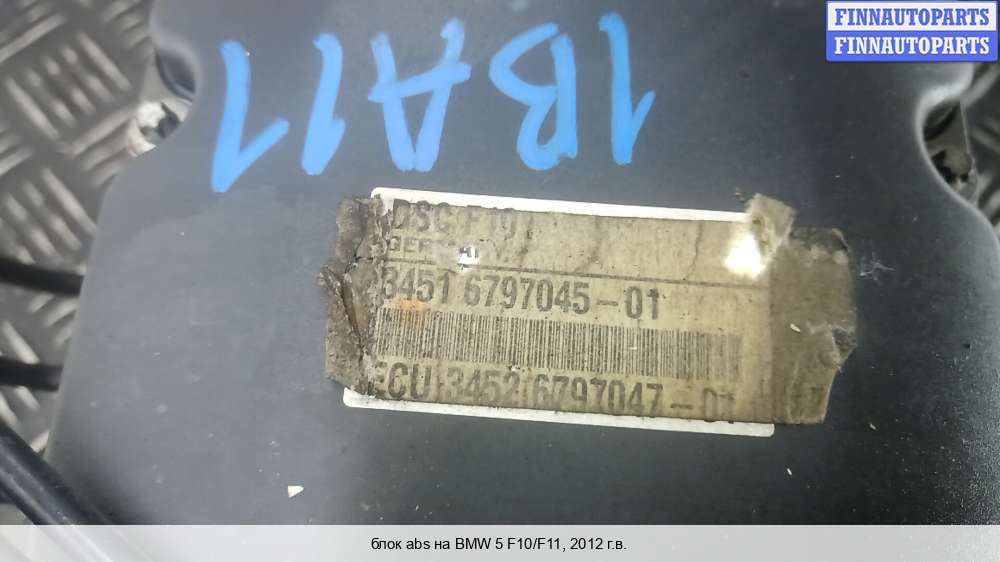 FINNAUTOPARTS
FINNAUTOPARTS
1BA11
DSC F10
GERMANY
3451 6797045-01
ECU 3452 6797047-01
блок abs на BMW 5 F10/F11, 2012 г.в.